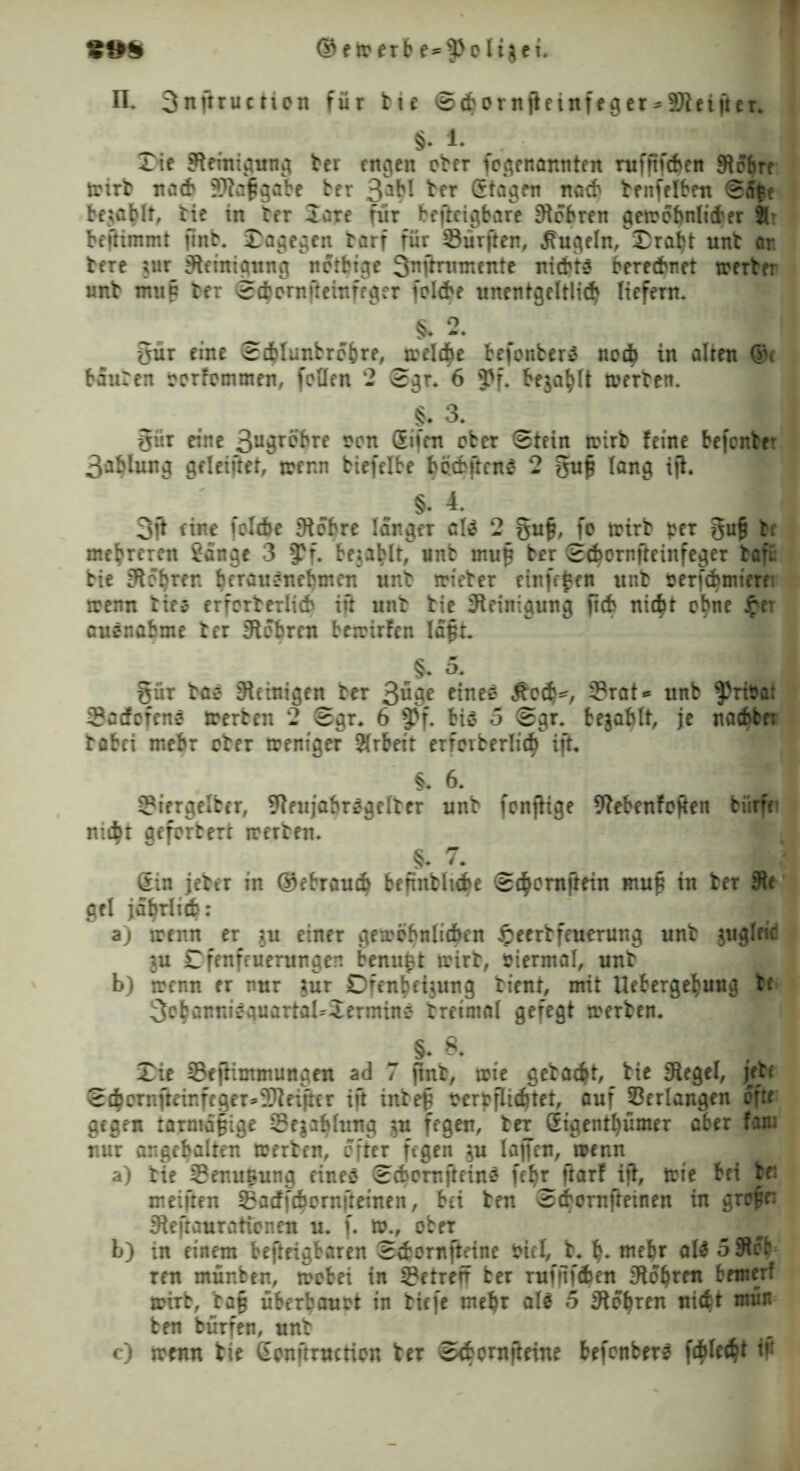 298 Gewerbe=Polizei.
II. Instruction für die Schornsteinfeger=Meister.
§. 1.
Die Reinigung der engen oder sogenannten russischen Röhre
wird nach Maßgabe der Zahl der Etagen nach denselben Sätze
bezahlt, die in der Taxe für besteigbare Röhren gewöhnlicher Ar
bestimmt sind. Dagegen darf für Bürsten, Kugeln, Draht und an
dere zur Reinigung nöthige Instrumente nichts berechnet werden
und muß der Schornsteinfeger solche unentgeltlich liefern.
§. 2.
Für eine Schlundröhre, welche besonders noch in alten Ge
bäuden vorkommen, sollen 2 Sgr. 6 Pf. bezahlt werden.
§. 3.
Für eine Zugröhre von Eisen oder Stein wird keine besonder
Zahlung geleistet, wenn dieselbe höchstens 2 Fuß lang ist.
§. 4.
Ist eine solche Röhre länger als 2 Fuß, so wird per Fuß de
mehreren Länge 3 Pf. bezahlt, und muß der Schornsteinfeger dafü
die Röhren herausnehmen und wieder einsetzen und verschmieren
wenn dies erforderlich ist und die Reinigung sich nicht ohne Her
ausnahme der Röhren bewirken läßt.
§. 5.
Für das Reinigen der Züge eines Koch=, Brat= und Privat
Backofens werden 2 Sgr. 6 Pf. bis 5 Sgr. bezahlt, je nachdem
dabei mehr oder weniger Arbeit erforderlich ist.
§. 6.
Biergelder, Neujahrsgelder und sonstige Nebenkosten dürfen
nicht gefordert werden.
§. 7.
Ein jeder in Gebrauch befindliche Schornstein muß in der Re
gel jährlich:
a) wenn er zu einer gewöhnlichen Heerdfeuerung und zugleich
zu Ofenfeuerungen benutzt wird, viermal, und
b) wenn er nur zur Ofenheizung dient, mit Uebergehung de
Johannisquartal=Termins dreimal gefegt werden.
§. 8.
Die Bestimmungen ad 7 sind, wie gedacht, die Regel, jede
Schornsteinfeger=Meister ist indeß verpflichtet, auf Verlangen öfte
gegen taxmäßige Bezahlung zu fegen, der Eigenthümer aber kann
nur angehalten werden, öfter fegen zu lassen, wenn
a) die Benutzung eines Schornsteins sehr stark ist, wie bei de
meisten Backschornsteinen, bei den Schornsteinen in großen
Restaurationen u. s. w., oder
b) in einem besteigbaren Schornsteine viel, d. h. mehr als 5 Röh
ren münden, wobei in Betreff der russischen Röhren bemerk
wird, daß überhaupt in diese mehr als 5 Röhren nicht mün
den dürfen, und
c) wenn die Construction der Schornsteine besonders schlecht ist